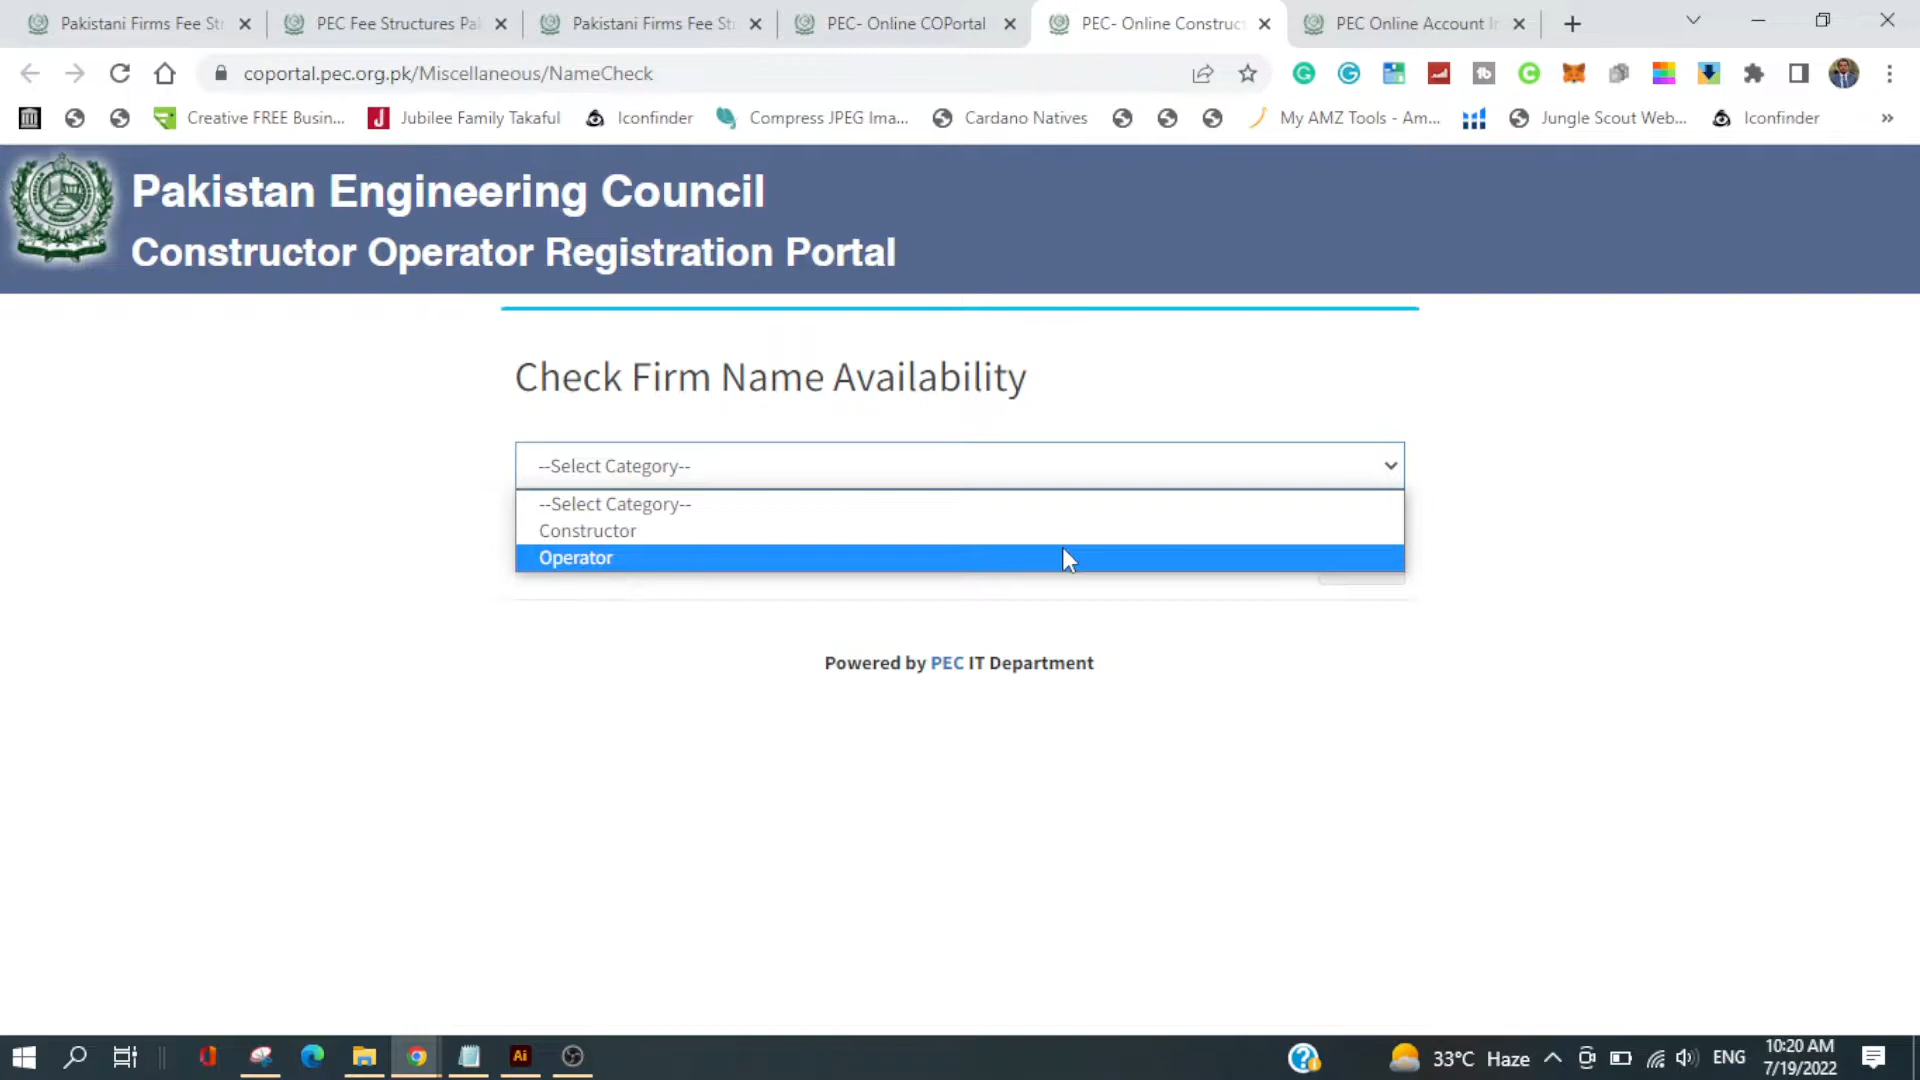 Pakistani Firms Fee Str
PEC Fee Structures Pa
Pakistani Firms Fee St
PEC- Online COPortal
PEC- Online Construct
PEC Online Account I
coportal.pec.org.pk/Miscellaneous/NameCheck
Creative FREE Busin...
Jubilee Family Takaful
Iconfinder
Compress JPEG Ima...
Cardano Natives
My AMZ Tools - Am...
Jungle Scout Web...
Iconfinder
»
Pakistan Engineering Council
Constructor Operator Registration Portal
Check Firm Name Availability
--Select Category--
--Select Category--
Constructor
Operator
Powered by PEC IT Department
Ai
33°C Haze
ENG
10:20 AM
7/19/2022